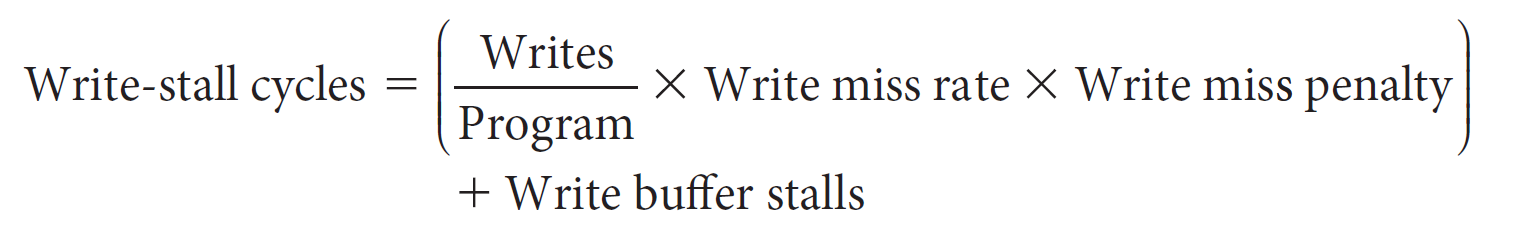 Write-stall cycles = (Writes/Program × Write miss rate × Write miss penalty)
+ Write buffer stalls